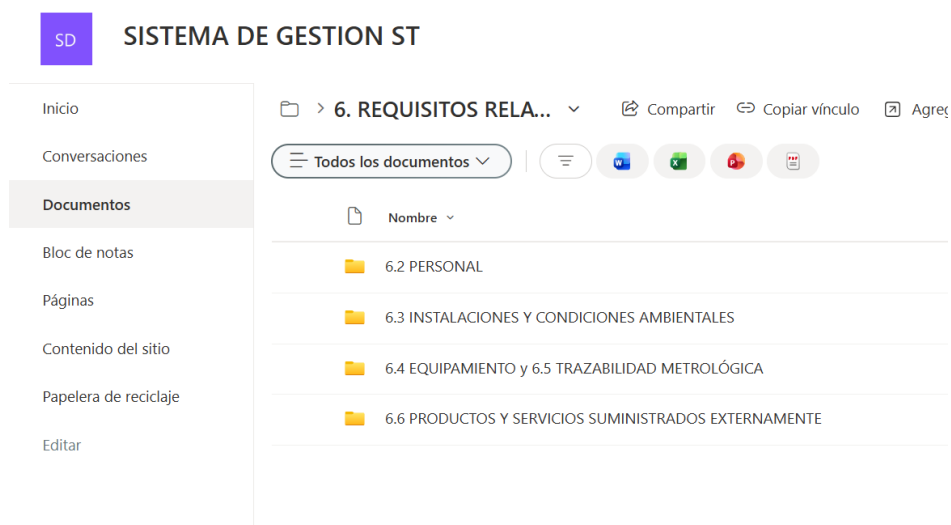 SD
SISTEMA DE GESTION ST
Inicio
Conversaciones
Documentos
Bloc de notas
Páginas
Contenido del sitio
Papelera de reciclaje
Editar
6. REQUISITOS RELA... Compartir Copiar vínculo Agreg
Todos los documentos
Nombre
6.2 PERSONAL
6.3 INSTALACIONES Y CONDICIONES AMBIENTALES
6.4 EQUIPAMIENTO y 6.5 TRAZABILIDAD METROLÓGICA
6.6 PRODUCTOS Y SERVICIOS SUMINISTRADOS EXTERNAMENTE